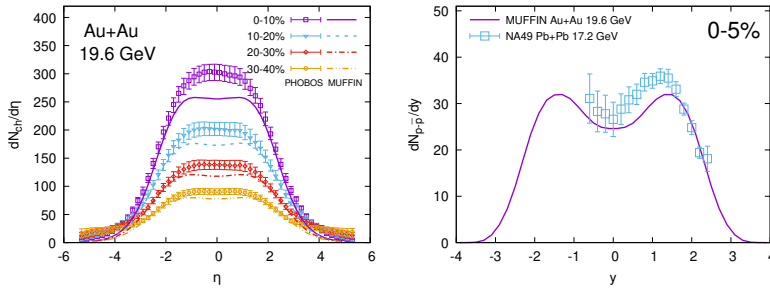 Au+Au
19.6 GeV
0-10%
10-20%
20-30%
30-40%
PHOBOS MUFFIN
dNch/dη
400
350
300
250
200
150
100
50
0
-6 -4 -2 0 2 4 6
η
MUFFIN Au+Au 19.6 GeV
NA49 Pb+Pb 17.2 GeV
0-5%
dNp-p̅/dy
50
40
30
20
10
0
-4 -3 -2 -1 0 1 2 3 4
y